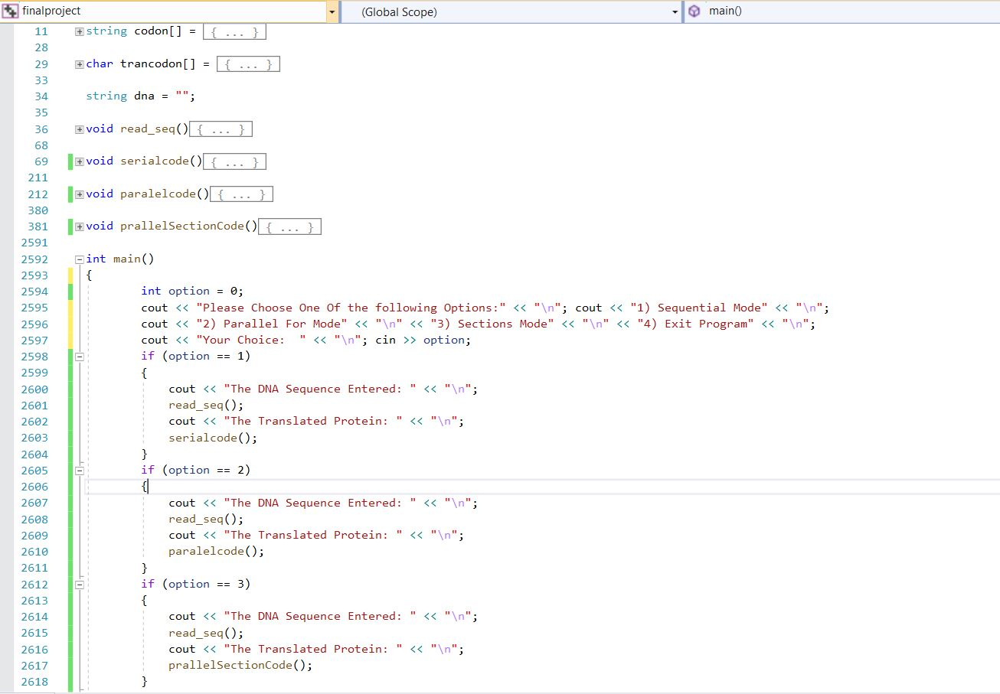 finalproject (Global Scope) main()
11 string codon[] = { ... }
28
29 char trancodon[] = { ... }
33
34 string dna = "";
35
36 void read_seq(){ ... }
68
69 void serialcode(){ ... }
211
212 void paralelcode(){ ... }
380
381 void prallelSectionCode(){ ... }
2591
2592 int main()
2593 {
2594 int option = 0;
2595 cout << "Please Choose One Of the following Options:" << "\n"; cout << "1) Sequential Mode" << "\n";
2596 cout << "2) Parallel For Mode" << "\n" << "3) Sections Mode" << "\n" << "4) Exit Program" << "\n";
2597 cout << "Your Choice:  " << "\n"; cin >> option;
2598 if (option == 1)
2599 {
2600 cout << "The DNA Sequence Entered: " << "\n";
2601 read_seq();
2602 cout << "The Translated Protein: " << "\n";
2603 serialcode();
2604 }
2605 if (option == 2)
2606 {
2607 cout << "The DNA Sequence Entered: " << "\n";
2608 read_seq();
2609 cout << "The Translated Protein: " << "\n";
2610 paralelcode();
2611 }
2612 if (option == 3)
2613 {
2614 cout << "The DNA Sequence Entered: " << "\n";
2615 read_seq();
2616 cout << "The Translated Protein: " << "\n";
2617 prallelSectionCode();
2618 }